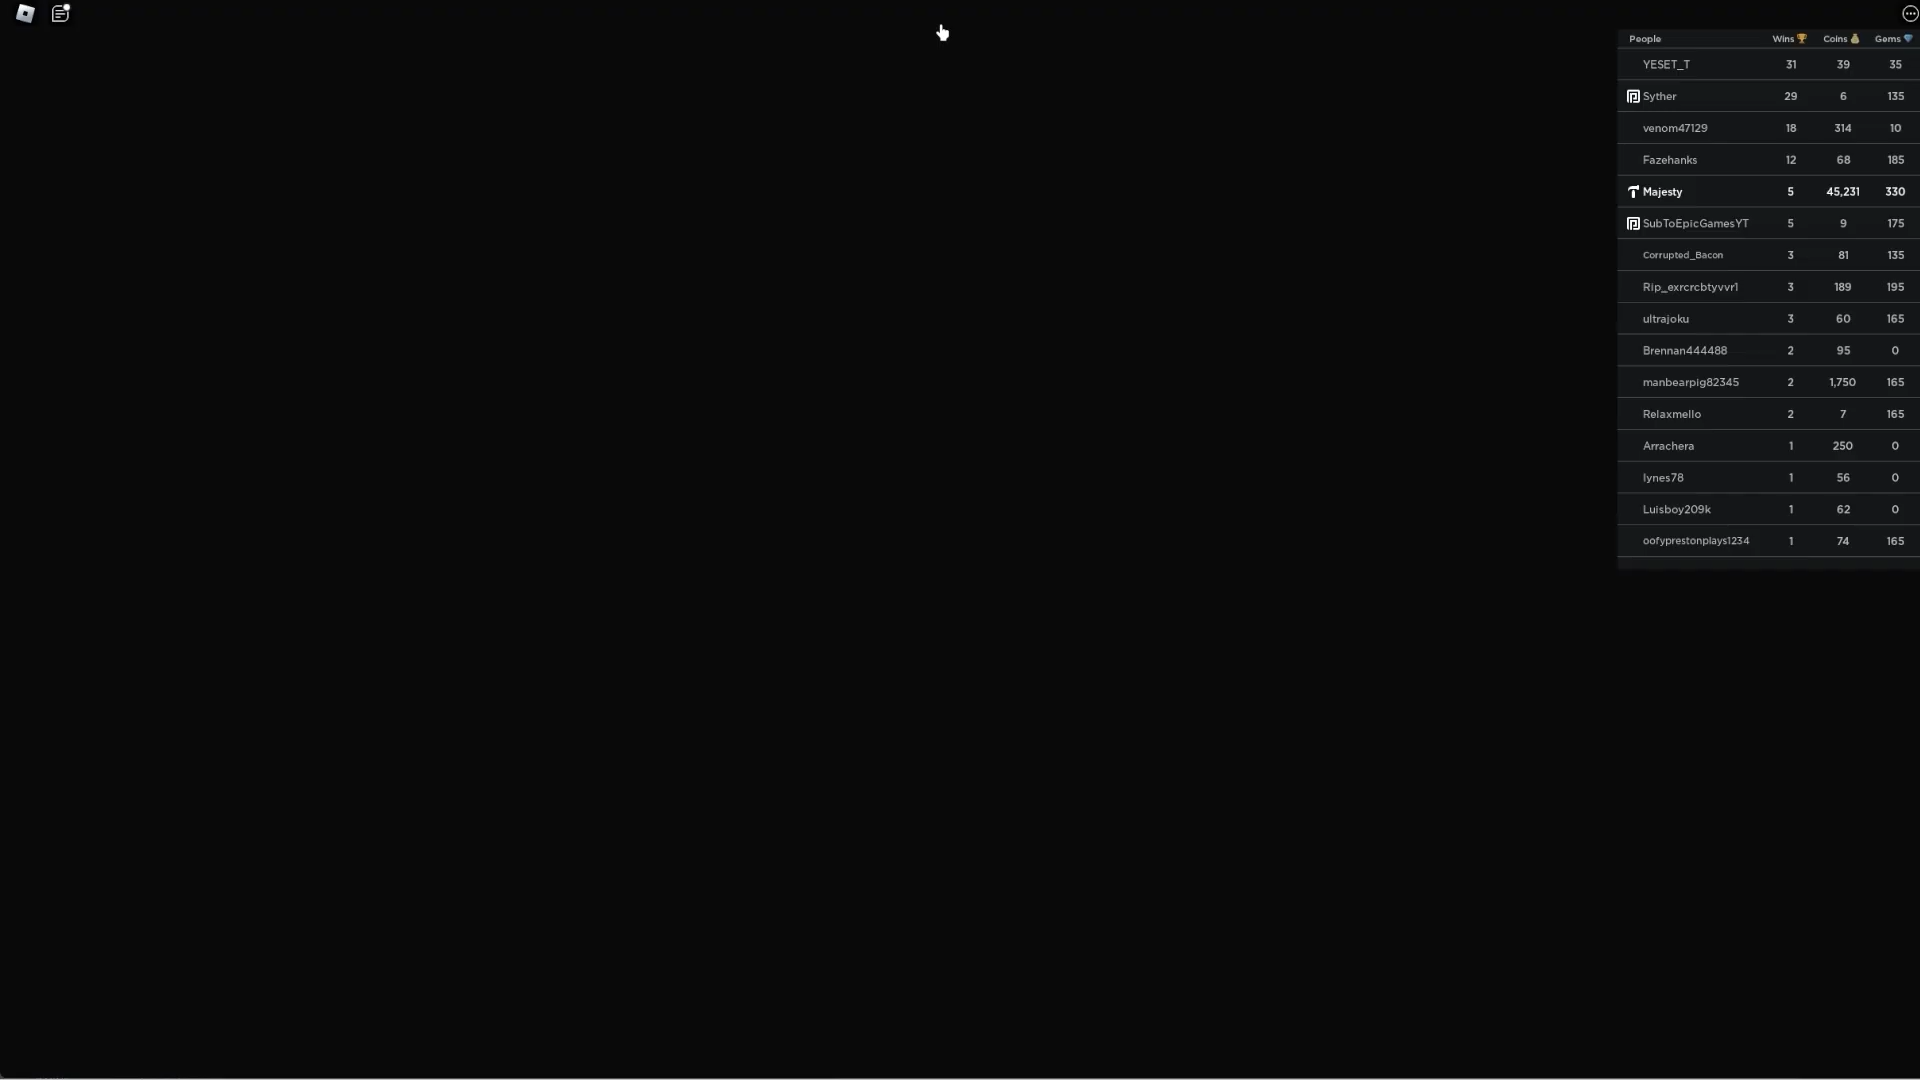 People Wins Coins Gems
YESET_T 31 39 35
Syther 29 6 135
venom47129 18 314 10
Fazehanks 12 68 185
Majesty 5 45,231 330
SubToEpicGamesYT 5 9 175
Corrupted_Bacon 3 81 135
Rip_exrcrcbtyvvr1 3 189 195
ultrajoku 3 60 165
Brennan444488 2 95 0
manbearpig82345 2 1,750 165
Relaxmello 2 7 165
Arrachera 1 250 0
lynes78 1 56 0
Luisboy209k 1 62 0
oofyprestonplays1234 1 74 165